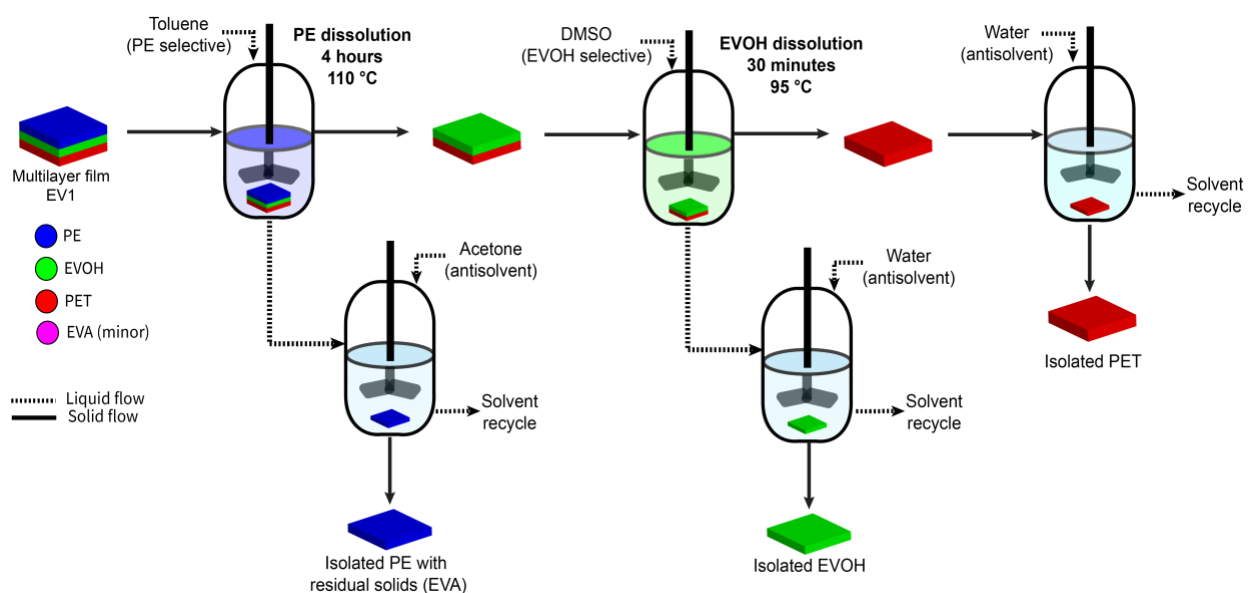 Toluene
(PE selective)
PE dissolution
4 hours
110 °C
DMSO
(EVOH selective)
EVOH dissolution
30 minutes
95 °C
Water
(antisolvent)
Multilayer film
EV1
PE
EVOH
PET
EVA (minor)
Liquid flow
Solid flow
Acetone
(antisolvent)
Solvent
recycle
Isolated PE with
residual solids (EVA)
Water
(antisolvent)
Solvent
recycle
Isolated EVOH
Solvent
recycle
Isolated PET